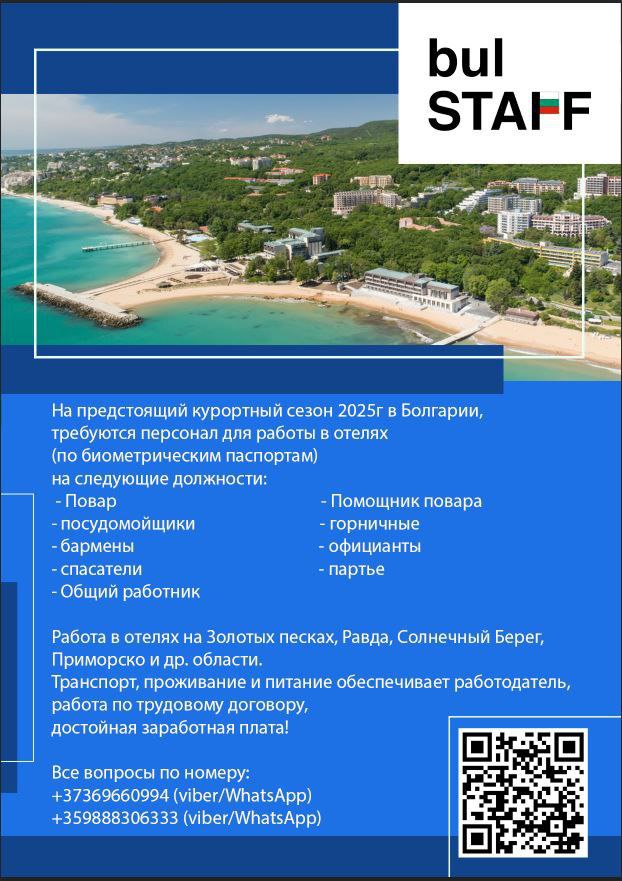 bul
STAFF
На предстоящий курортный сезон 2025г в Болгарии,
требуются персонал для работы в отелях
(по биометрическим паспортам)
на следующие должности:
- Повар
- Помощник повара
- посудомойщики
- горничные
- бармены
- официанты
- спасатели
- партье
- Общий работник
Работа в отелях на Золотых песках, Равда, Солнечный Берег,
Приморско и др. области.
Транспорт, проживание и питание обеспечивает работодатель,
работа по трудовому договору,
достойная заработная плата!
Все вопросы по номеру:
+37369660994 (viber/WhatsApp)
+359888306333 (viber/WhatsApp)